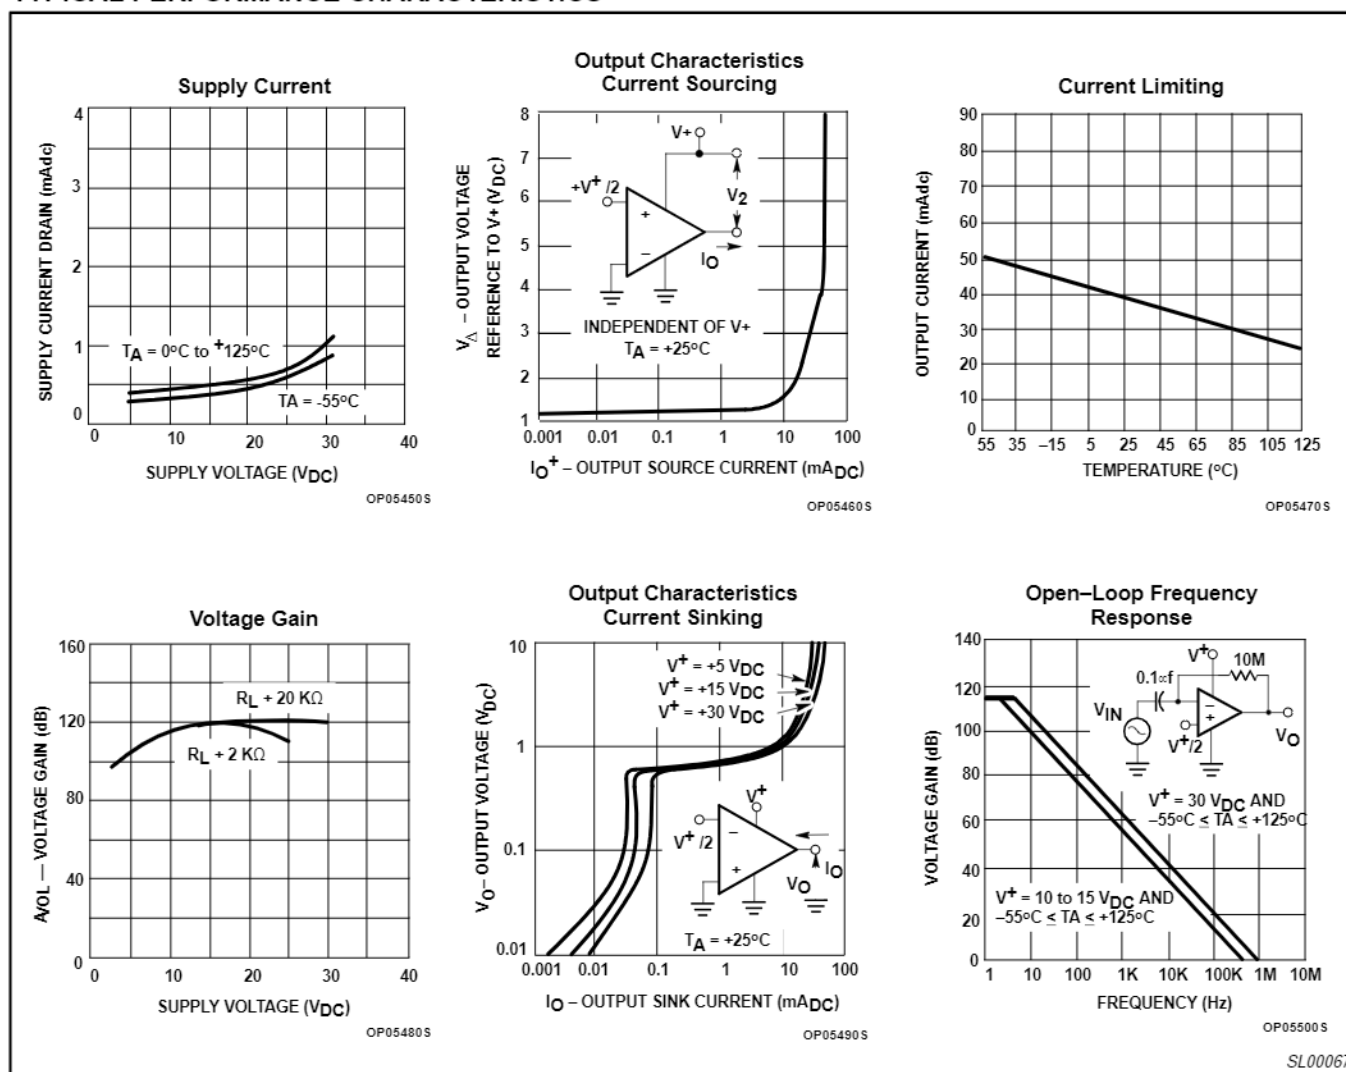 TYPICAL PERFORMANCE CHARACTERISTICS
Supply Current
SUPPLY CURRENT DRAIN (mAdc)
4
3
2
1
0
TA = 0°C to +125°C
TA = -55°C
0 10 20 30 40
SUPPLY VOLTAGE (VDC)
OP05450S
Output Characteristics
Current Sourcing
V∆ – OUTPUT VOLTAGE
REFERENCE TO V+ (VDC)
8
7
6
5
4
3
2
1
V+
+V+/2
+
–
V2
IO
INDEPENDENT OF V+
TA = +25°C
0.001 0.01 0.1 1 10 100
IO+ – OUTPUT SOURCE CURRENT (mADC)
OP05460S
Current Limiting
OUTPUT CURRENT (mAdc)
90
80
70
60
50
40
30
20
10
0
55 35 –15 5 25 45 65 85 105 125
TEMPERATURE (°C)
OP05470S
Voltage Gain
AVOL — VOLTAGE GAIN (dB)
160
120
80
40
0
RL + 20 KΩ
RL + 2 KΩ
0 10 20 30 40
SUPPLY VOLTAGE (VDC)
OP05480S
Output Characteristics
Current Sinking
VO– OUTPUT VOLTAGE (VDC)
10
1
0.1
0.01
V+ = +5 VDC
V+ = +15 VDC
V+ = +30 VDC
V+
V+/2
–
+
IO
VO
TA = +25°C
0.001 0.01 0.1 1 10 100
IO – OUTPUT SINK CURRENT (mADC)
OP05490S
Open–Loop Frequency
Response
VOLTAGE GAIN (dB)
140
120
100
80
60
40
20
0
V+
10M
0.1∝f
VIN
–
+
V+/2
VO
V+ = 30 VDC AND
–55°C ≤ TA ≤ +125°C
V+ = 10 to 15 VDC AND
–55°C ≤ TA ≤ +125°C
1 10 100 1K 10K 100K 1M 10M
FREQUENCY (Hz)
OP05500S
SL00067